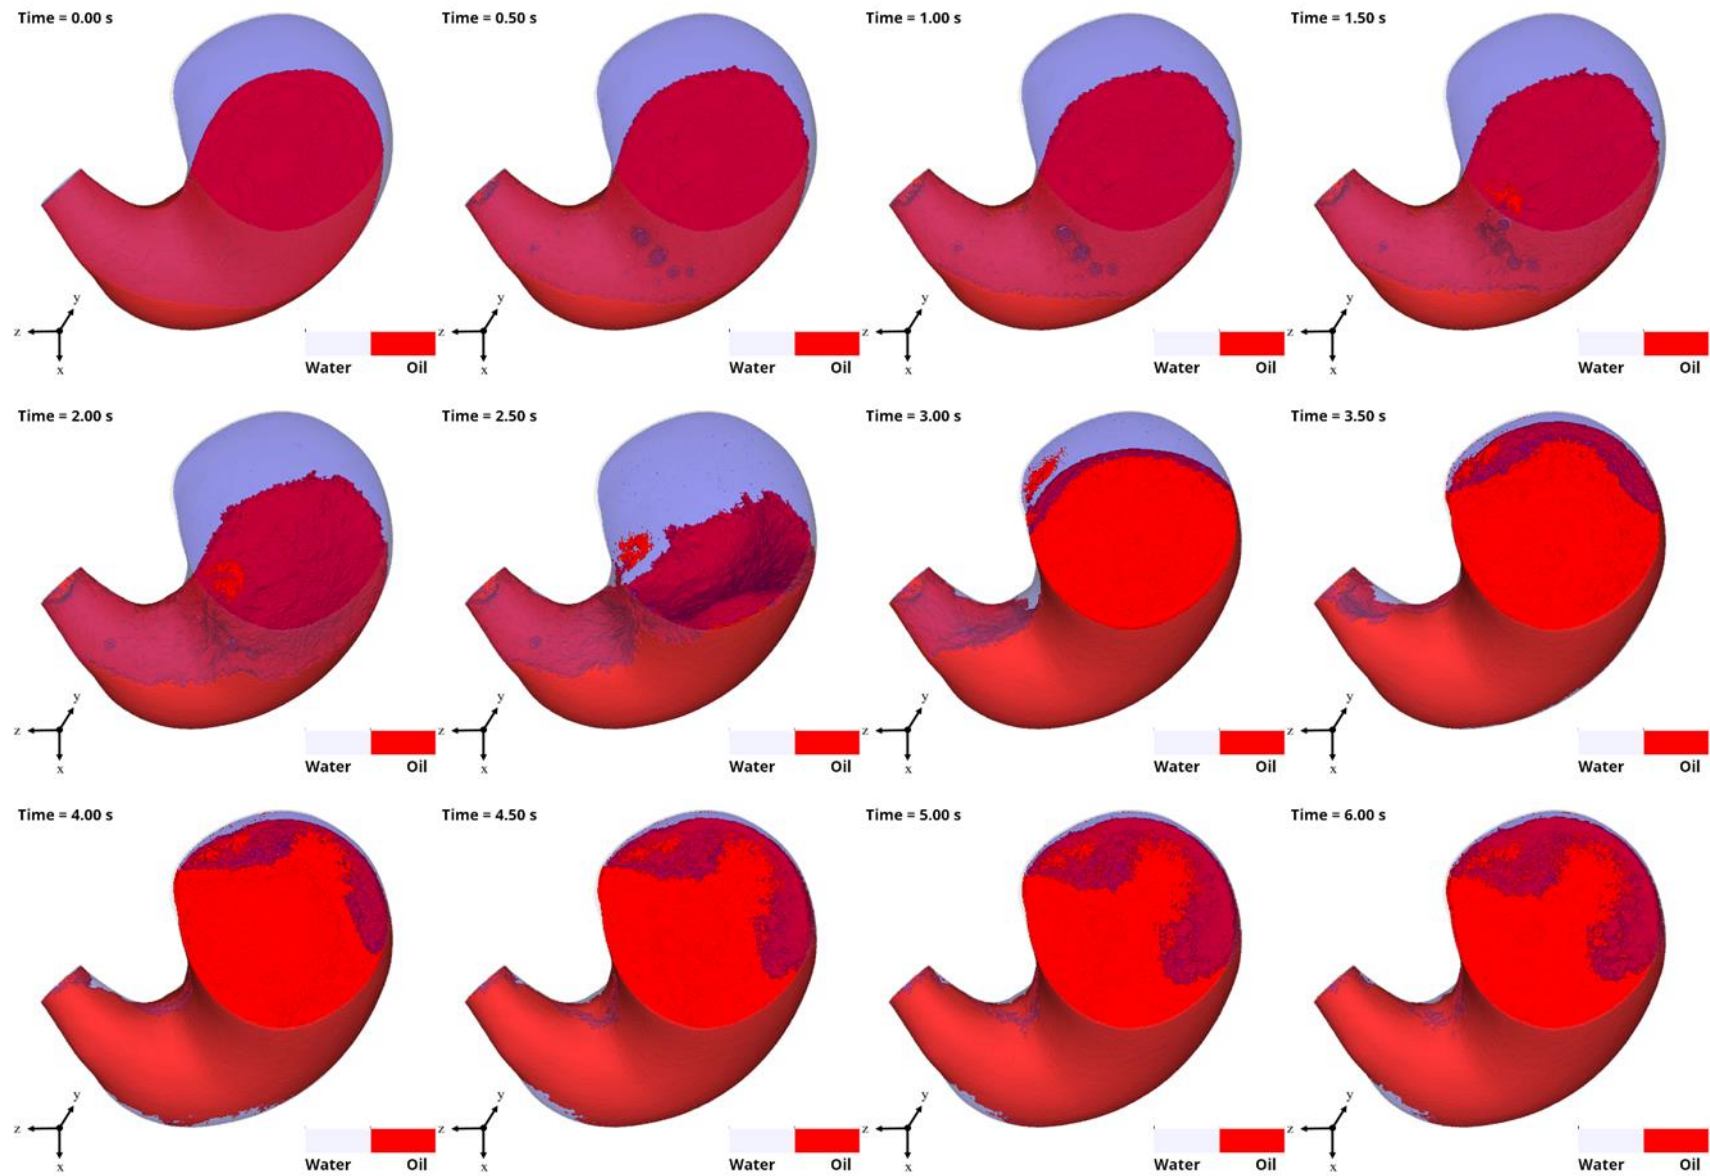 Time = 0.00 s
Time = 0.50 s
Time = 1.00 s
Time = 1.50 s
y
z
x
Water Oil
y
z
x
Water Oil
y
z
x
Water Oil
y
z
x
Water Oil
Time = 2.00 s
Time = 2.50 s
Time = 3.00 s
Time = 3.50 s
y
z
x
Water Oil
y
z
x
Water Oil
y
z
x
Water Oil
y
z
x
Water Oil
Time = 4.00 s
Time = 4.50 s
Time = 5.00 s
Time = 6.00 s
y
z
x
Water Oil
y
z
x
Water Oil
y
z
x
Water Oil
y
z
x
Water Oil